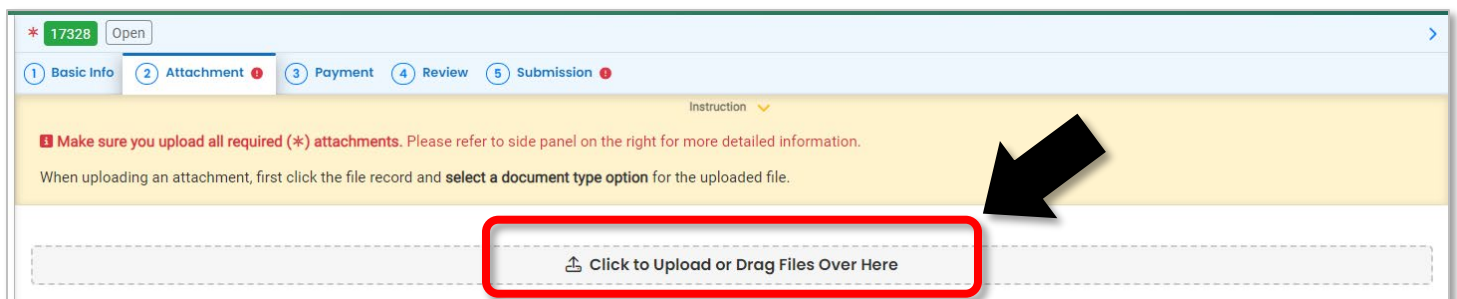 * 17328 Open
1 Basic Info 2 Attachment 3 Payment 4 Review 5 Submission
Instruction
Make sure you upload all required (*) attachments. Please refer to side panel on the right for more detailed information.
When uploading an attachment, first click the file record and select a document type option for the uploaded file.
Click to Upload or Drag Files Over Here